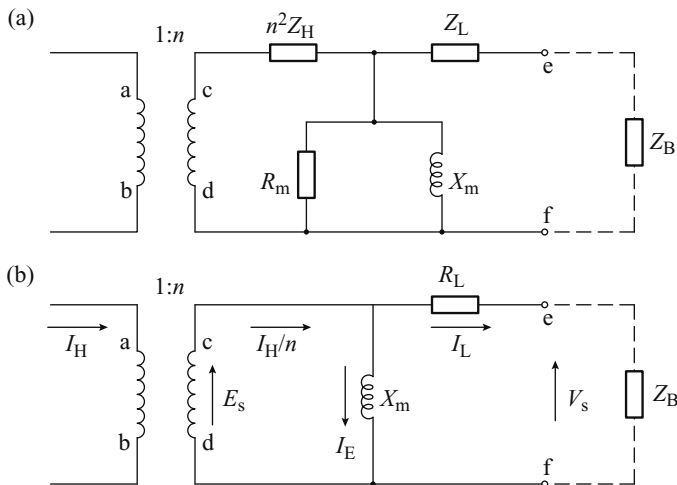 (a)
1:n
n²Z_H
Z_L
e
a
c
Z_B
R_m
X_m
b
d
f
(b)
1:n
R_L
e
I_H
a
c
I_H/n
I_L
E_s
X_m
V_s
Z_B
b
d
I_E
f